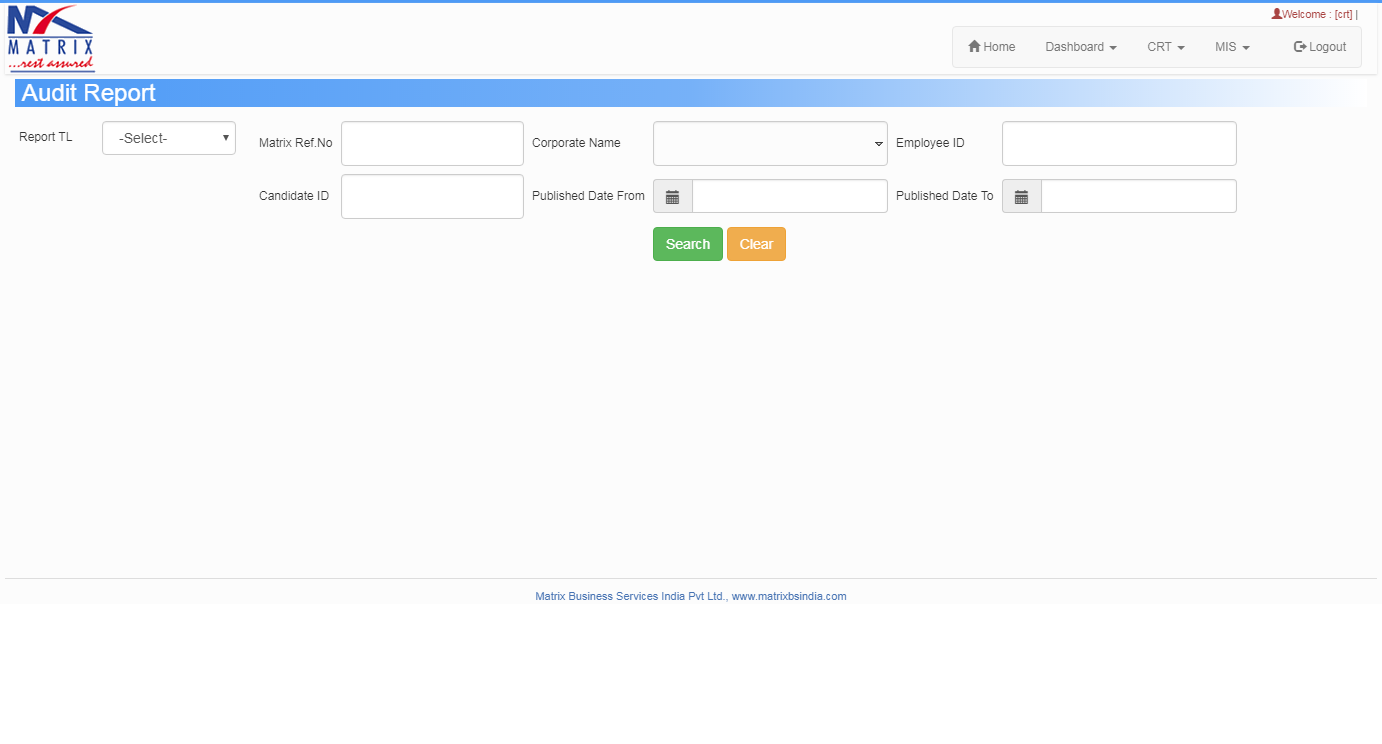 MATRIX
...rest assured
Welcome : [crt] |
Home Dashboard CRT MIS Logout
Audit Report
Report TL -Select- Matrix Ref.No Corporate Name Employee ID
Candidate ID Published Date From Published Date To
Search Clear
Matrix Business Services India Pvt Ltd., www.matrixbsindia.com